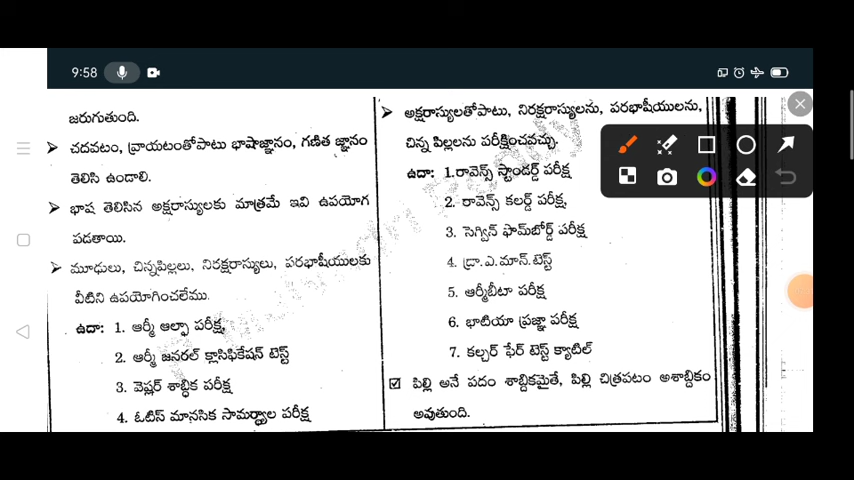 9:58
జరుగుతుంది.
➤ చదవటం, వ్రాయటంతోపాటు భాషాజ్ఞానం, గణిత జ్ఞానం
తెలిసి ఉండాలి.
➤ భాష తెలిసిన అక్షరాస్యులకు మాత్రమే ఇవి ఉపయోగ
పడతాయి.
➤ మూఢులు, చిన్నపిల్లలు, నిరక్షరాస్యులు, పరభాషీయులకు
వీటిని ఉపయోగించలేము.
ఉదా: 1. ఆర్మీ ఆల్ఫా పరీక్ష
2. ఆర్మీ జనరల్ క్లాసిఫికేషన్ టెస్ట్
3. వెష్లర్ శాబ్ధిక పరీక్ష
4. ఓటిస్ మానసిక సామర్థ్యాల పరీక్ష
➤ అక్షరాస్యులతోపాటు, నిరక్షరాస్యులను, పరభాషీయులను,
చిన్న పిల్లలను పరీక్షించవచ్చు.
ఉదా: 1.రావెన్స్ స్టాండర్డ్ పరీక్ష
2. రావెన్స్ కలర్డ్ పరీక్ష
3. సెగ్విన్ ఫామ్‌బోర్డ్ పరీక్ష
4. డ్రా.ఎ.మాన్.టెస్ట్
5. ఆర్మీబీటా పరీక్ష
6. భాటియా ప్రజ్ఞా పరీక్ష
7. కల్చర్ ఫేర్ టెస్ట్ క్యాటిల్
☑ పిల్లి అనే పదం శాబ్దికమైతే, పిల్లి చిత్రపటం అశాబ్దికం
అవుతుంది.